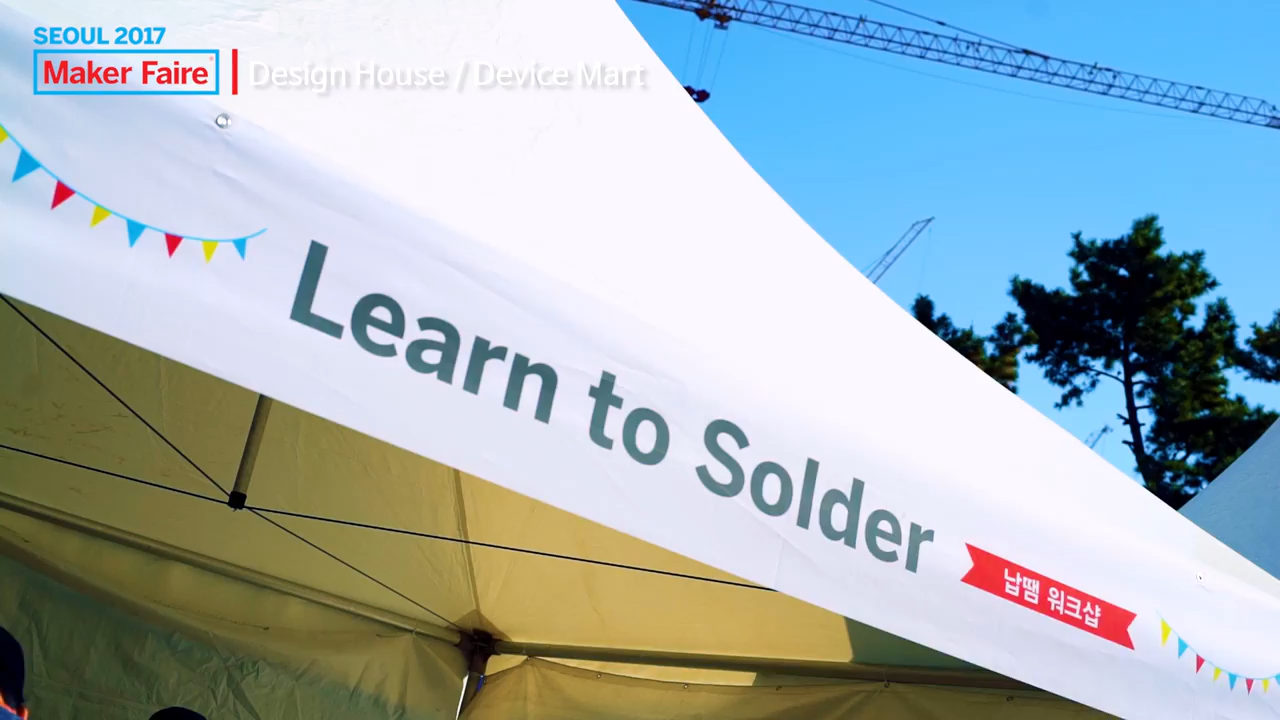 SEOUL 2017
Maker Faire
Design House / Device Mart
Learn to Solder
납땜 워크샵